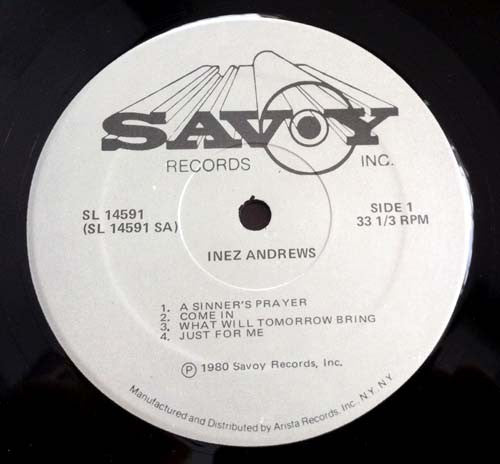 SAVOY
RECORDS INC.
SL 14591
(SL 14591 SA)
SIDE 1
33 1/3 RPM
INEZ ANDREWS
1. A SINNER'S PRAYER
2. COME IN
3. WHAT WILL TOMORROW BRING
4. JUST FOR ME
Ⓟ 1980 Savoy Records, Inc.
Manufactured and Distributed by Arista Records, Inc. N.Y. N.Y.